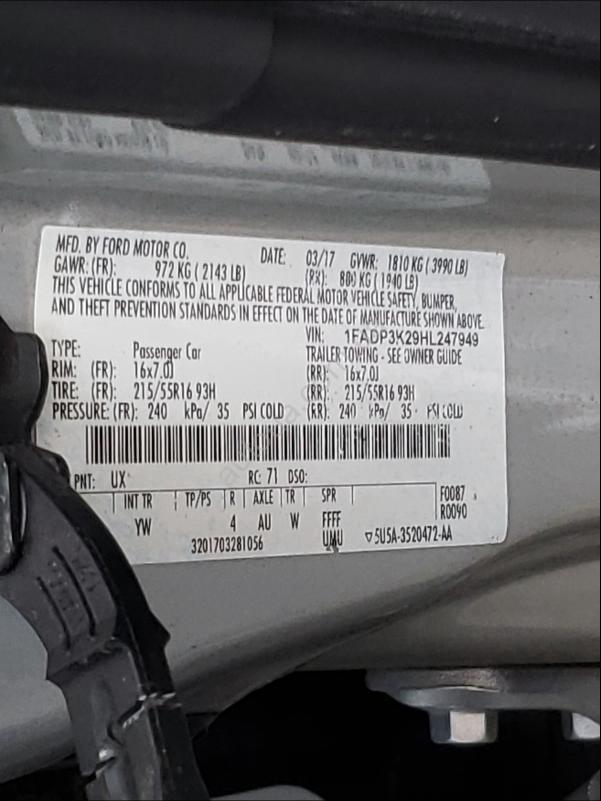 MFD. BY FORD MOTOR CO. DATE: 03/17 GVWR: 1810 KG ( 3990 LB)
GAWR: (FR): 972 KG ( 2143 LB) KG ( 1940 LB)
THIS VEHICLE CONFORMS TO ALL APPLICABLE FEDERAL MOTOR VEHICLE SAFETY, BUMPER,
AND THEFT PREVENTION STANDARDS IN EFFECT ON THE DATE OF MANUFACTURE SHOWN ABOVE.
VIN: 1FADP3K29HL247949
TYPE: Passenger Car TRAILER TOWING - SEE OWNER GUIDE
RIM: (FR): 16x7.0J (RR): 16x7.0J
TIRE: (FR): 215/55R16 93H (RR): 215/55R16 93H
PRESSURE: (FR): 240 kPa/ 35 PSI COLD (RR): 240 kPa/ 35 PSI COLD
PNT: UX RC: 71 DSO:
INT TR TP/PS R AXLE TR SPR F0087
YW 4 AU W FFFF R0040
3201703281056 UMU ▽5U5A-3520472-AA